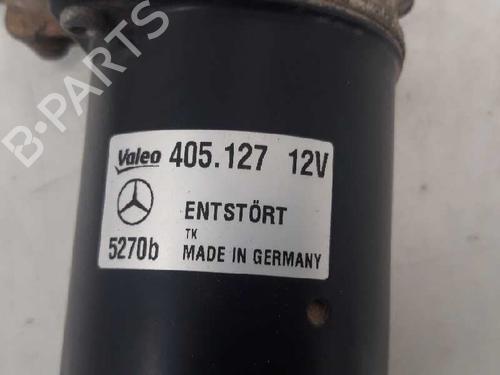 B-PARTS
Valeo 405.127 12V
ENTSTÖRT
TK
5270b MADE IN GERMANY